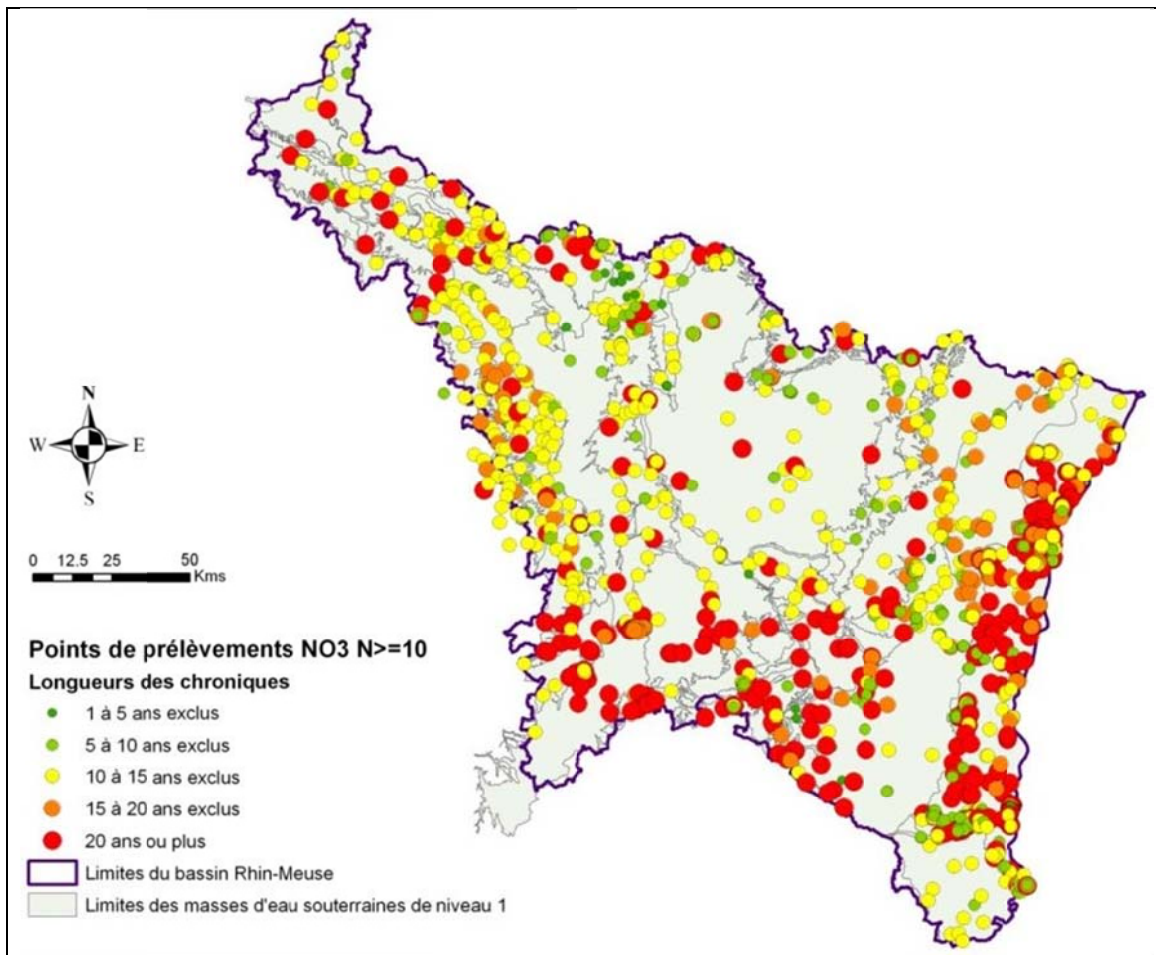 N
W E
S
0 12.5 25 50
Kms
Points de prélèvements NO3 N>=10
Longueurs des chroniques
1 à 5 ans exclus
5 à 10 ans exclus
10 à 15 ans exclus
15 à 20 ans exclus
20 ans ou plus
Limites du bassin Rhin-Meuse
Limites des masses d'eau souterraines de niveau 1